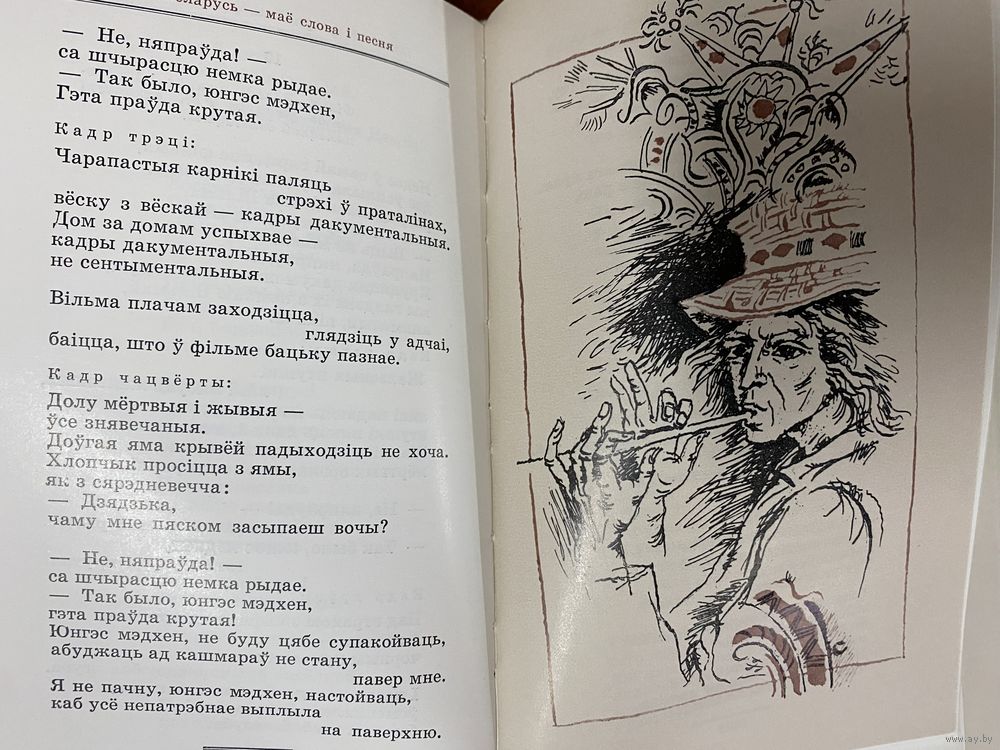 еларусь — маё слова і песня
— Не, няпраўда! —
са шчырасцю немка рыдае.
— Так было, юнгэс мэдхен,
Гэта праўда крутая.
Кадр трэці:
Чарапастыя карнікі паляць
стрэхі ў праталінах,
вёску з вёскай — кадры дакументальныя.
Дом за домам успыхвае —
кадры дакументальныя,
не сентыментальныя.
Вільма плачам заходзіцца,
глядзіць у адчаі,
баіцца, што ў фільме бацьку пазнае.
Кадр чацвёрты:
Долу мёртвыя і жывыя —
ўсе знявечаныя.
Доўгая яма крывёй падыходзіць не хоча.
Хлопчык просіцца з ямы,
як з сярэдневечча:
— Дзядзька,
чаму мне пяском засыпаеш вочы?
— Не, няпраўда! —
са шчырасцю немка рыдае.
— Так было, юнгэс мэдхен,
гэта праўда крутая!
Юнгэс мэдхен, не буду цябе супакойваць,
абуджаць ад кашмараў не стану,
павер мне.
Я не пачну, юнгэс мэдхен, настойваць,
каб усё непатрэбнае выплыла
на паверхню.
www.ay.by